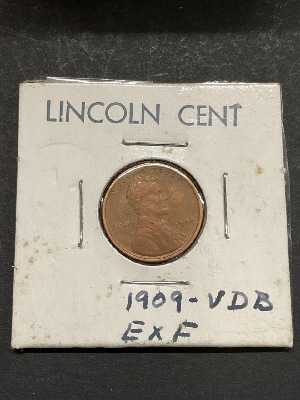 LINCOLN CENT
1909-VDB
EXF